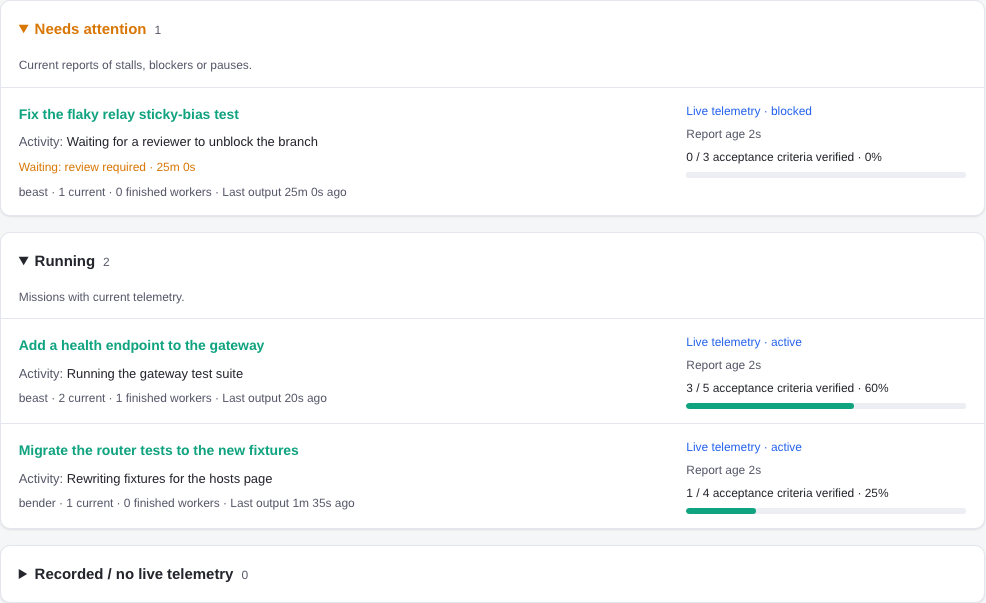 Needs attention 1
Current reports of stalls, blockers or pauses.
Fix the flaky relay sticky-bias test
Activity: Waiting for a reviewer to unblock the branch
Waiting: review required · 25m 0s
beast · 1 current · 0 finished workers · Last output 25m 0s ago
Live telemetry · blocked
Report age 2s
0 / 3 acceptance criteria verified · 0%
Running 2
Missions with current telemetry.
Add a health endpoint to the gateway
Activity: Running the gateway test suite
beast · 2 current · 1 finished workers · Last output 20s ago
Live telemetry · active
Report age 2s
3 / 5 acceptance criteria verified · 60%
Migrate the router tests to the new fixtures
Activity: Rewriting fixtures for the hosts page
bender · 1 current · 0 finished workers · Last output 1m 35s ago
Live telemetry · active
Report age 2s
1 / 4 acceptance criteria verified · 25%
Recorded / no live telemetry 0